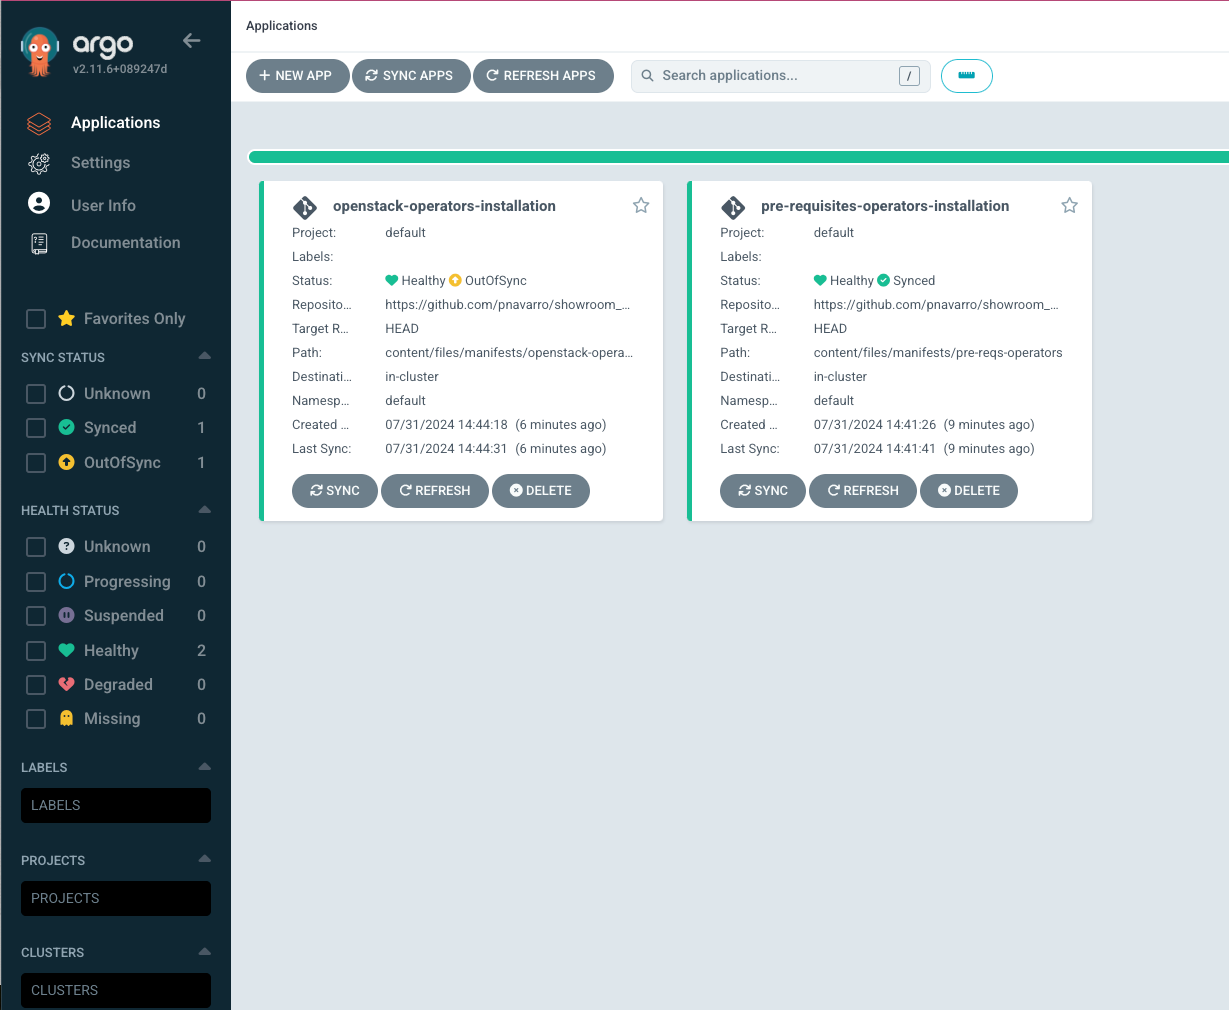 argo
v2.11.6+089247d
Applications
Settings
User Info
Documentation
Favorites Only
SYNC STATUS
Unknown 0
Synced 1
OutOfSync 1
HEALTH STATUS
Unknown 0
Progressing 0
Suspended 0
Healthy 2
Degraded 0
Missing 0
LABELS
LABELS
PROJECTS
PROJECTS
CLUSTERS
CLUSTERS
Applications
+ NEW APP SYNC APPS REFRESH APPS Search applications... /
openstack-operators-installation
Project: default
Labels:
Status: Healthy OutOfSync
Reposito... https://github.com/pnavarro/showroom_...
Target R... HEAD
Path: content/files/manifests/openstack-opera...
Destinati... in-cluster
Namesp... default
Created ... 07/31/2024 14:44:18 (6 minutes ago)
Last Sync: 07/31/2024 14:44:31 (6 minutes ago)
SYNC REFRESH DELETE
pre-requisites-operators-installation
Project: default
Labels:
Status: Healthy Synced
Reposito... https://github.com/pnavarro/showroom_...
Target R... HEAD
Path: content/files/manifests/pre-reqs-operators
Destinati... in-cluster
Namesp... default
Created ... 07/31/2024 14:41:26 (9 minutes ago)
Last Sync: 07/31/2024 14:41:41 (9 minutes ago)
SYNC REFRESH DELETE